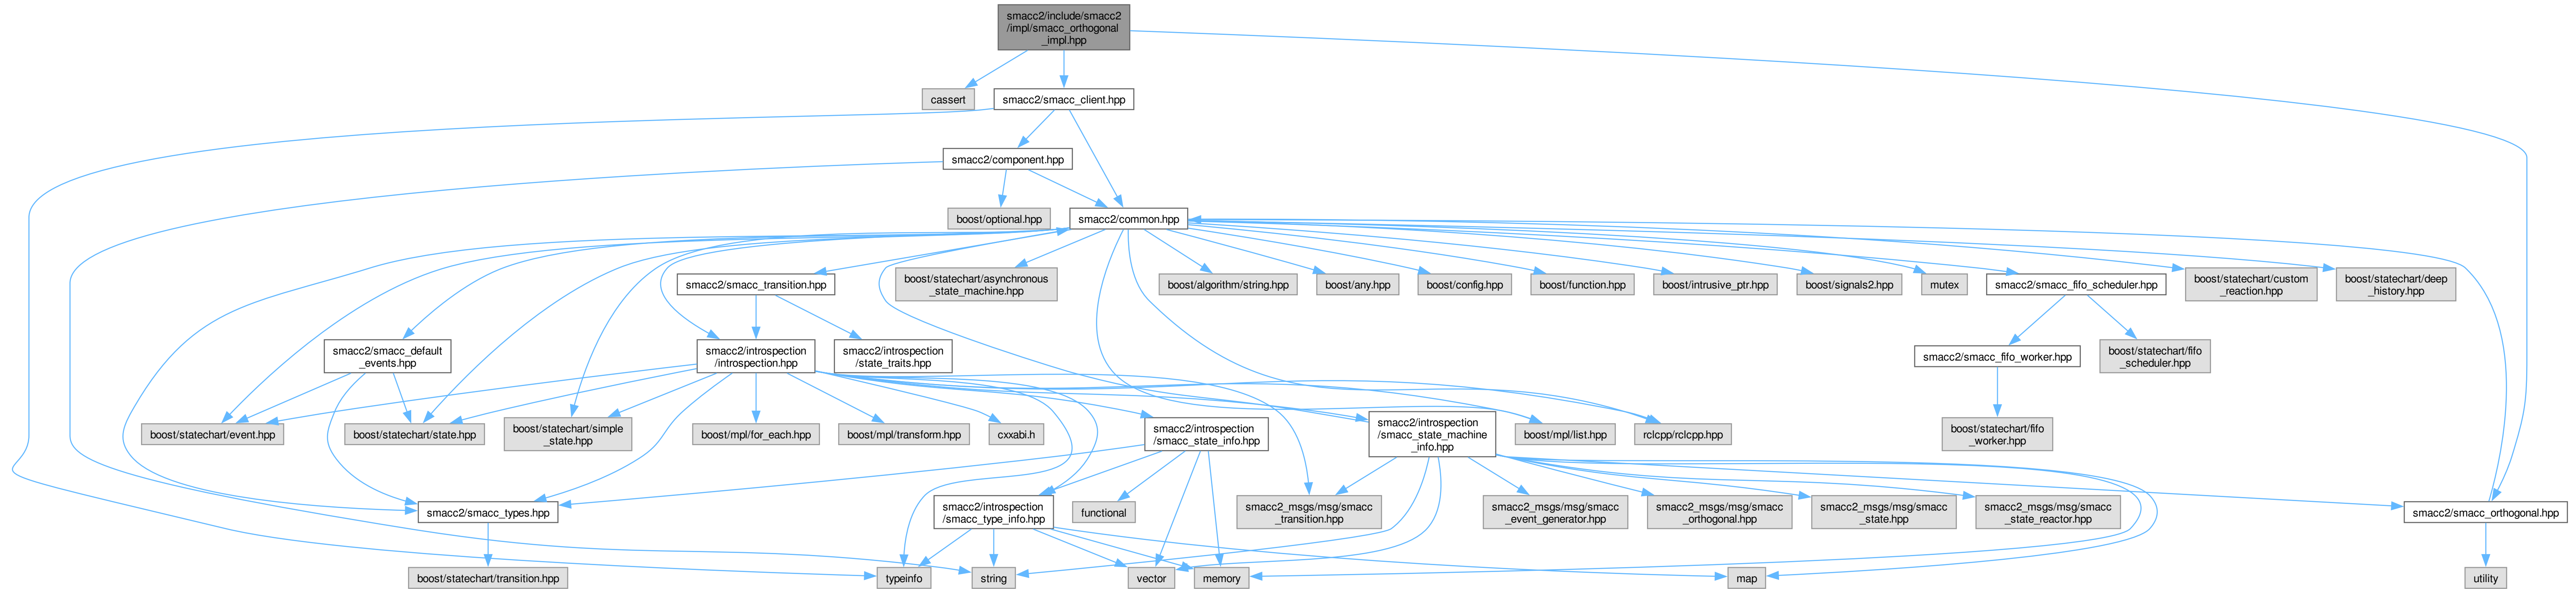 smacc2/include/smacc2
/impl/smacc_orthogonal
_impl.hpp
cassert
smacc2/smacc_client.hpp
smacc2/component.hpp
boost/optional.hpp
smacc2/common.hpp
smacc2/smacc_transition.hpp
boost/statechart/asynchronous
_state_machine.hpp
boost/algorithm/string.hpp
boost/any.hpp
boost/config.hpp
boost/function.hpp
boost/intrusive_ptr.hpp
boost/signals2.hpp
mutex
smacc2/smacc_fifo_scheduler.hpp
boost/statechart/custom
_reaction.hpp
boost/statechart/deep
_history.hpp
smacc2/smacc_default
_events.hpp
smacc2/introspection
/introspection.hpp
smacc2/introspection
/state_traits.hpp
smacc2/smacc_fifo_worker.hpp
boost/statechart/fifo
_scheduler.hpp
boost/statechart/event.hpp
boost/statechart/state.hpp
boost/statechart/simple
_state.hpp
boost/mpl/for_each.hpp
boost/mpl/transform.hpp
cxxabi.h
smacc2/introspection
/smacc_state_info.hpp
smacc2/introspection
/smacc_state_machine
_info.hpp
boost/mpl/list.hpp
rclcpp/rclcpp.hpp
boost/statechart/fifo
_worker.hpp
smacc2/smacc_types.hpp
smacc2/introspection
/smacc_type_info.hpp
functional
smacc2_msgs/msg/smacc
_transition.hpp
smacc2_msgs/msg/smacc
_event_generator.hpp
smacc2_msgs/msg/smacc
_orthogonal.hpp
smacc2_msgs/msg/smacc
_state.hpp
smacc2_msgs/msg/smacc
_state_reactor.hpp
smacc2/smacc_orthogonal.hpp
boost/statechart/transition.hpp
typeinfo
string
vector
memory
map
utility